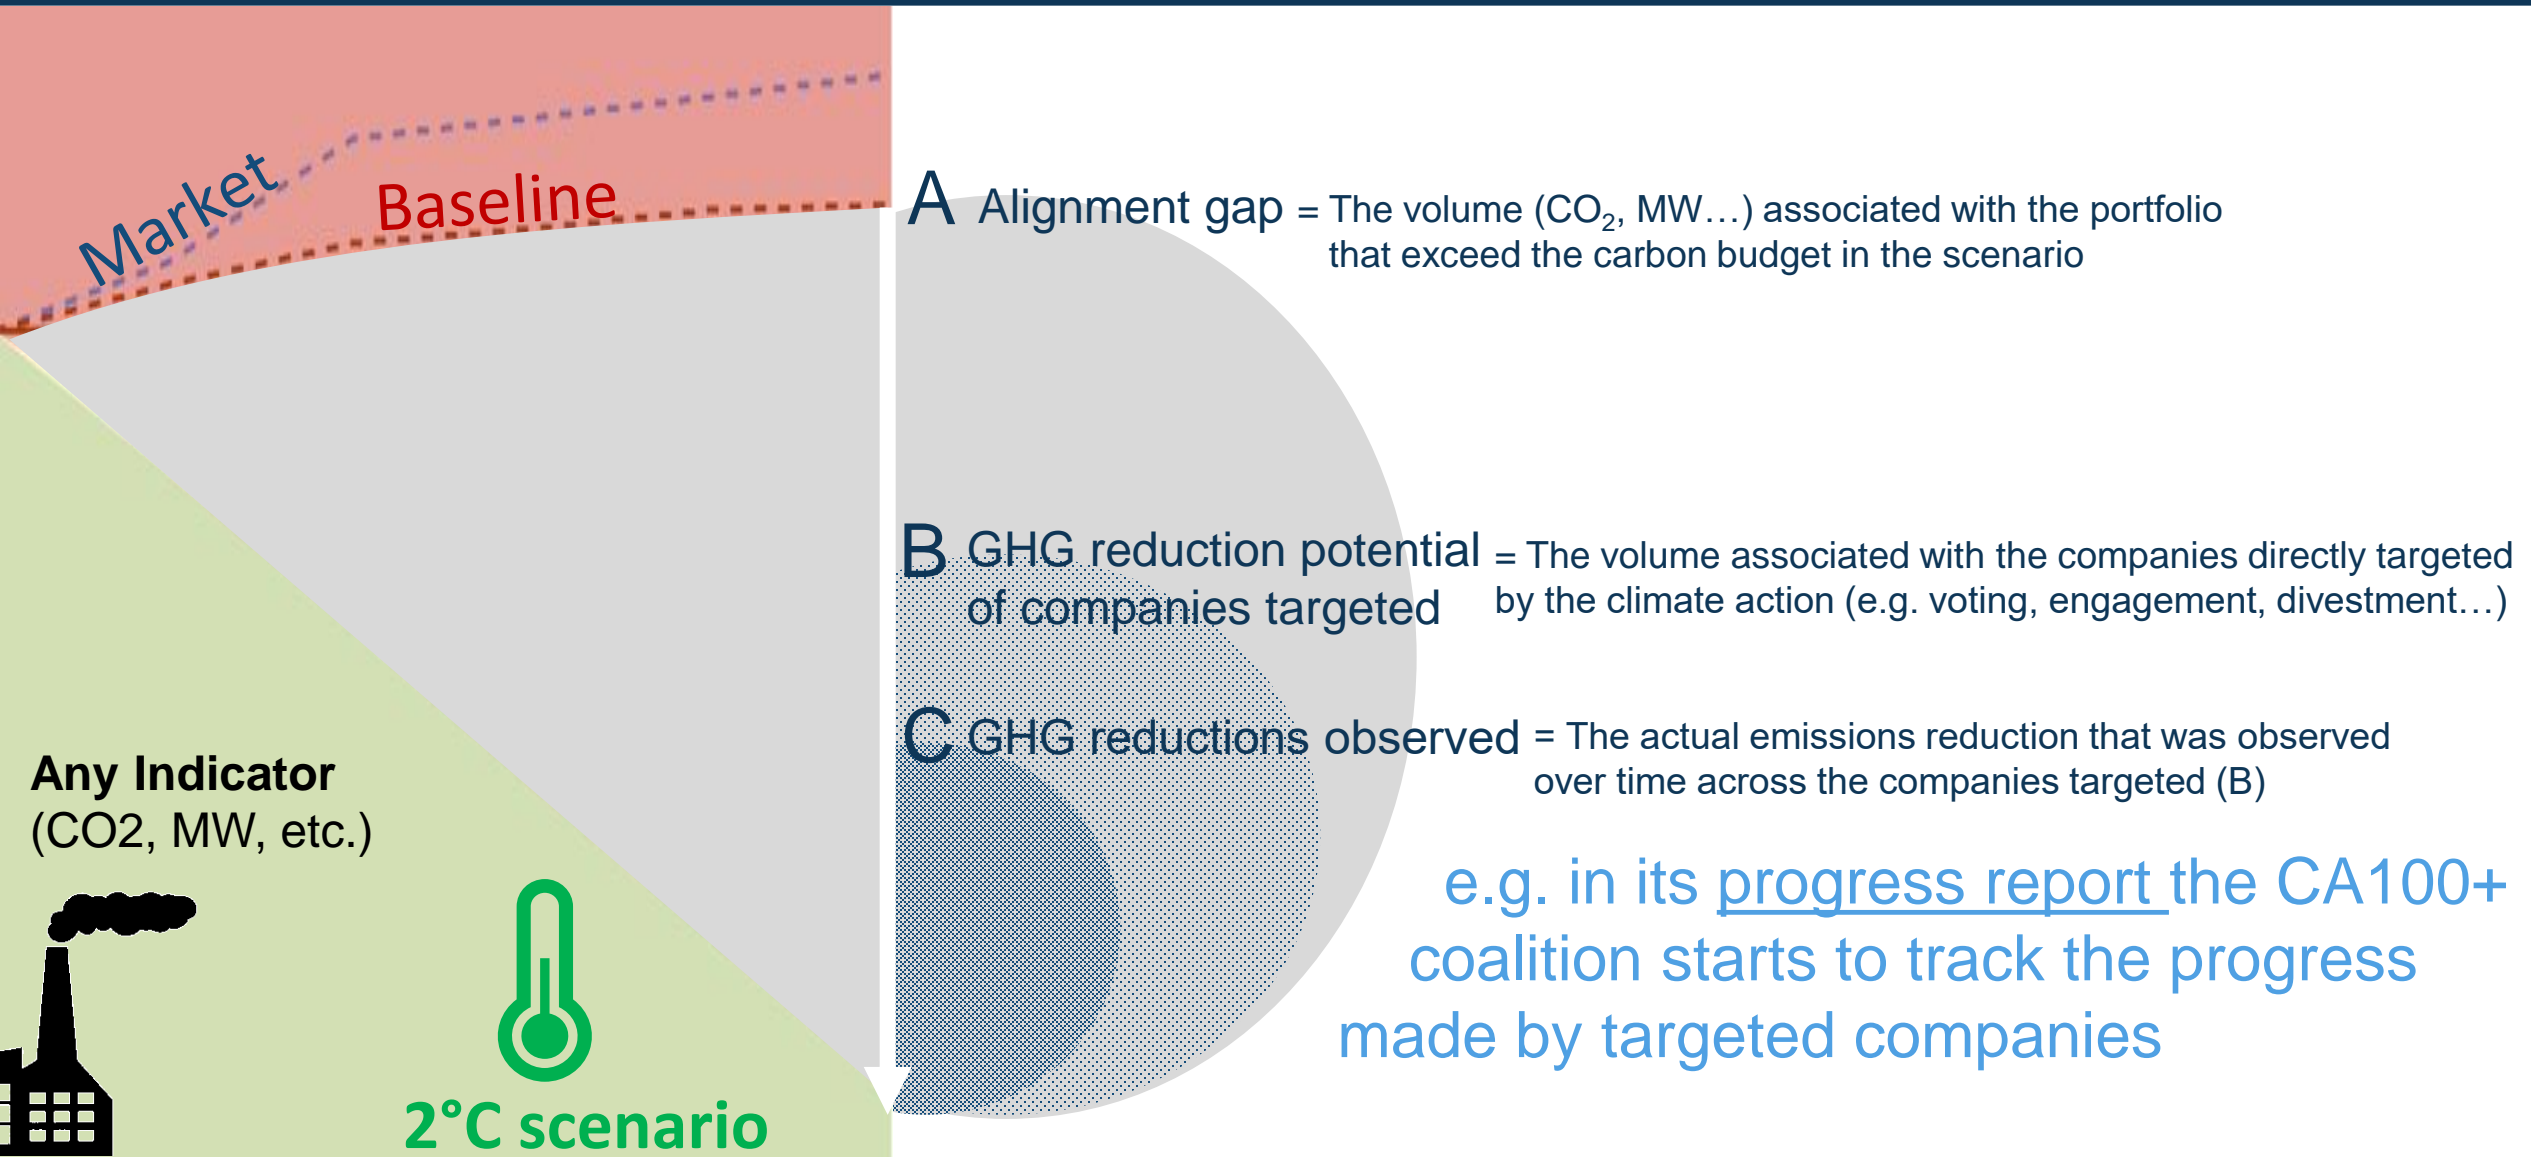 Market
Baseline
A Alignment gap = The volume (CO₂, MW…) associated with the portfolio
that exceed the carbon budget in the scenario
B GHG reduction potential = The volume associated with the companies directly targeted
of companies targeted by the climate action (e.g. voting, engagement, divestment…)
C GHG reductions observed = The actual emissions reduction that was observed
over time across the companies targeted (B)
Any Indicator
(CO2, MW, etc.)
e.g. in its progress report the CA100+
coalition starts to track the progress
made by targeted companies
2°C scenario